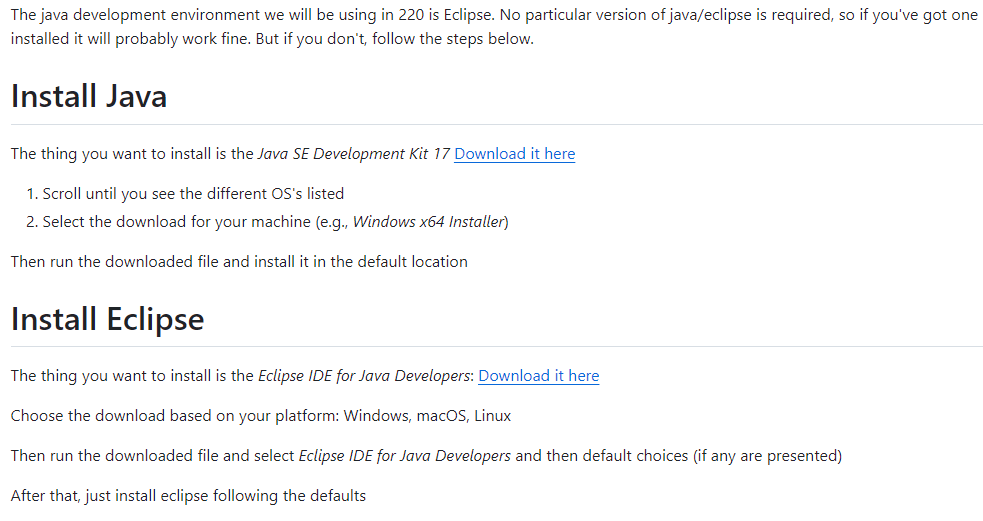 The java development environment we will be using in 220 is Eclipse. No particular version of java/eclipse is required, so if you've got one
installed it will probably work fine. But if you don't, follow the steps below.
Install Java
The thing you want to install is the Java SE Development Kit 17 Download it here
1. Scroll until you see the different OS's listed
2. Select the download for your machine (e.g., Windows x64 Installer)
Then run the downloaded file and install it in the default location
Install Eclipse
The thing you want to install is the Eclipse IDE for Java Developers: Download it here
Choose the download based on your platform: Windows, macOS, Linux
Then run the downloaded file and select Eclipse IDE for Java Developers and then default choices (if any are presented)
After that, just install eclipse following the defaults